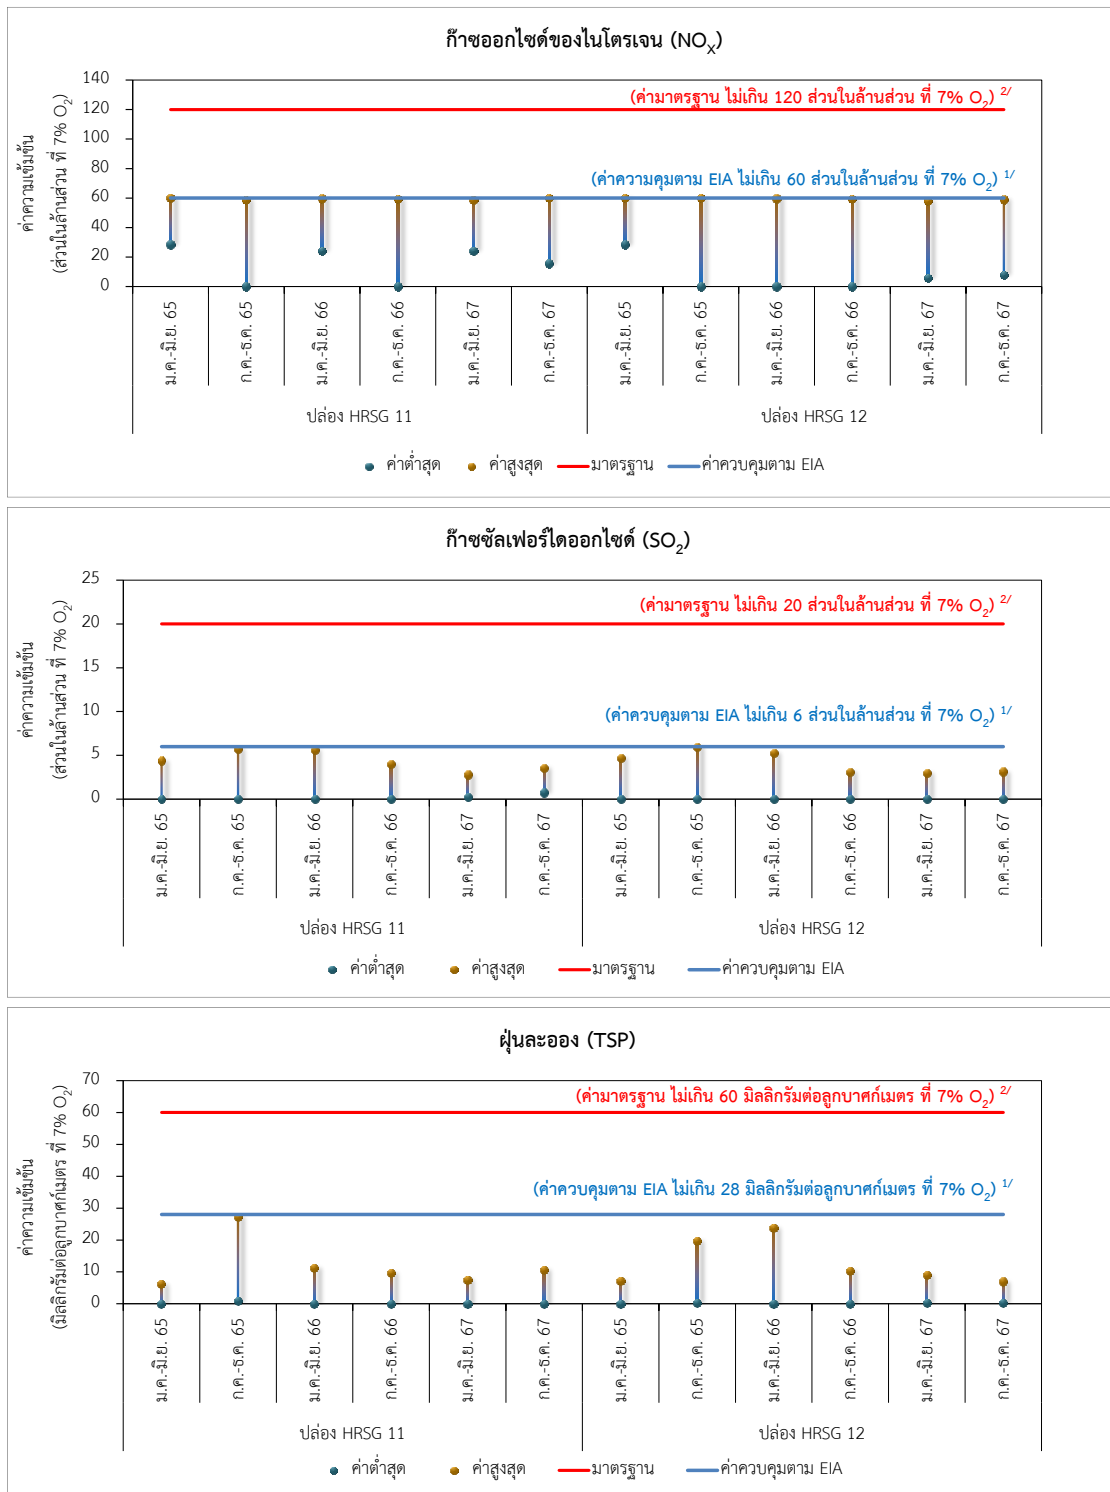 ก๊าซออกไซด์ของไนโตรเจน (NOX)
ค่าความเข้มข้น
(ส่วนในล้านส่วน ที่ 7% O2)
140
120
100
80
60
40
20
0
(ค่ามาตรฐาน ไม่เกิน 120 ส่วนในล้านส่วน ที่ 7% O2) 2/
(ค่าความคุมตาม EIA ไม่เกิน 60 ส่วนในล้านส่วน ที่ 7% O2) 1/
ม.ค.-มิ.ย. 65 ก.ค.-ธ.ค. 65 ม.ค.-มิ.ย. 66 ก.ค.-ธ.ค. 66 ม.ค.-มิ.ย. 67 ก.ค.-ธ.ค. 67 ม.ค.-มิ.ย. 65 ก.ค.-ธ.ค. 65 ม.ค.-มิ.ย. 66 ก.ค.-ธ.ค. 66 ม.ค.-มิ.ย. 67 ก.ค.-ธ.ค. 67
ปล่อง HRSG 11 ปล่อง HRSG 12
ค่าต่ำสุด ค่าสูงสุด มาตรฐาน ค่าควบคุมตาม EIA
ก๊าซซัลเฟอร์ไดออกไซด์ (SO2)
ค่าความเข้มข้น
(ส่วนในล้านส่วน ที่ 7% O2)
25
20
15
10
5
0
(ค่ามาตรฐาน ไม่เกิน 20 ส่วนในล้านส่วน ที่ 7% O2) 2/
(ค่าควบคุมตาม EIA ไม่เกิน 6 ส่วนในล้านส่วน ที่ 7% O2) 1/
ม.ค.-มิ.ย. 65 ก.ค.-ธ.ค. 65 ม.ค.-มิ.ย. 66 ก.ค.-ธ.ค. 66 ม.ค.-มิ.ย. 67 ก.ค.-ธ.ค. 67 ม.ค.-มิ.ย. 65 ก.ค.-ธ.ค. 65 ม.ค.-มิ.ย. 66 ก.ค.-ธ.ค. 66 ม.ค.-มิ.ย. 67 ก.ค.-ธ.ค. 67
ปล่อง HRSG 11 ปล่อง HRSG 12
ค่าต่ำสุด ค่าสูงสุด มาตรฐาน ค่าควบคุมตาม EIA
ฝุ่นละออง (TSP)
ค่าความเข้มข้น
(มิลลิกรัมต่อลูกบาศก์เมตร ที่ 7% O2)
70
60
50
40
30
20
10
0
(ค่ามาตรฐาน ไม่เกิน 60 มิลลิกรัมต่อลูกบาศก์เมตร ที่ 7% O2) 2/
(ค่าควบคุมตาม EIA ไม่เกิน 28 มิลลิกรัมต่อลูกบาศก์เมตร ที่ 7% O2) 1/
ม.ค.-มิ.ย. 65 ก.ค.-ธ.ค. 65 ม.ค.-มิ.ย. 66 ก.ค.-ธ.ค. 66 ม.ค.-มิ.ย. 67 ก.ค.-ธ.ค. 67 ม.ค.-มิ.ย. 65 ก.ค.-ธ.ค. 65 ม.ค.-มิ.ย. 66 ก.ค.-ธ.ค. 66 ม.ค.-มิ.ย. 67 ก.ค.-ธ.ค. 67
ปล่อง HRSG 11 ปล่อง HRSG 12
ค่าต่ำสุด ค่าสูงสุด มาตรฐาน ค่าควบคุมตาม EIA